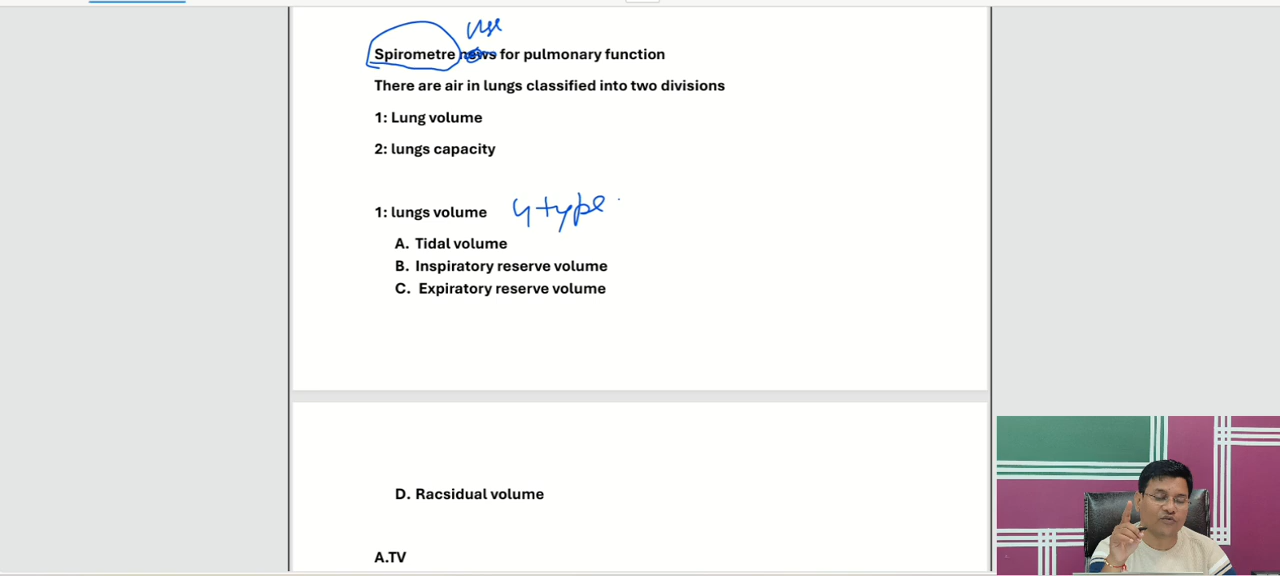 use
Spirometre news for pulmonary function
There are air in lungs classified into two divisions
1: Lung volume
2: lungs capacity
1: lungs volume 4 type
A. Tidal volume
B. Inspiratory reserve volume
C. Expiratory reserve volume
D. Racsidual volume
A.TV